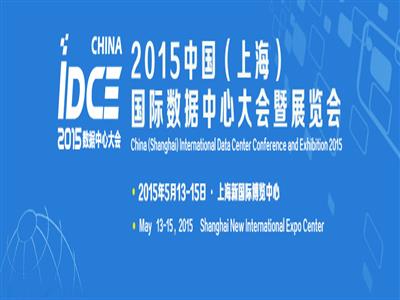 CHINA
IDCE
2015数据中心大会
2015中国（上海）
国际数据中心大会暨展览会
China (Shanghai) International Data Center Conference and Exhibition 2015
• 2015年5月13-15日 · 上海新国际博览中心
• May 13-15, 2015 Shanghai New International Expo Center